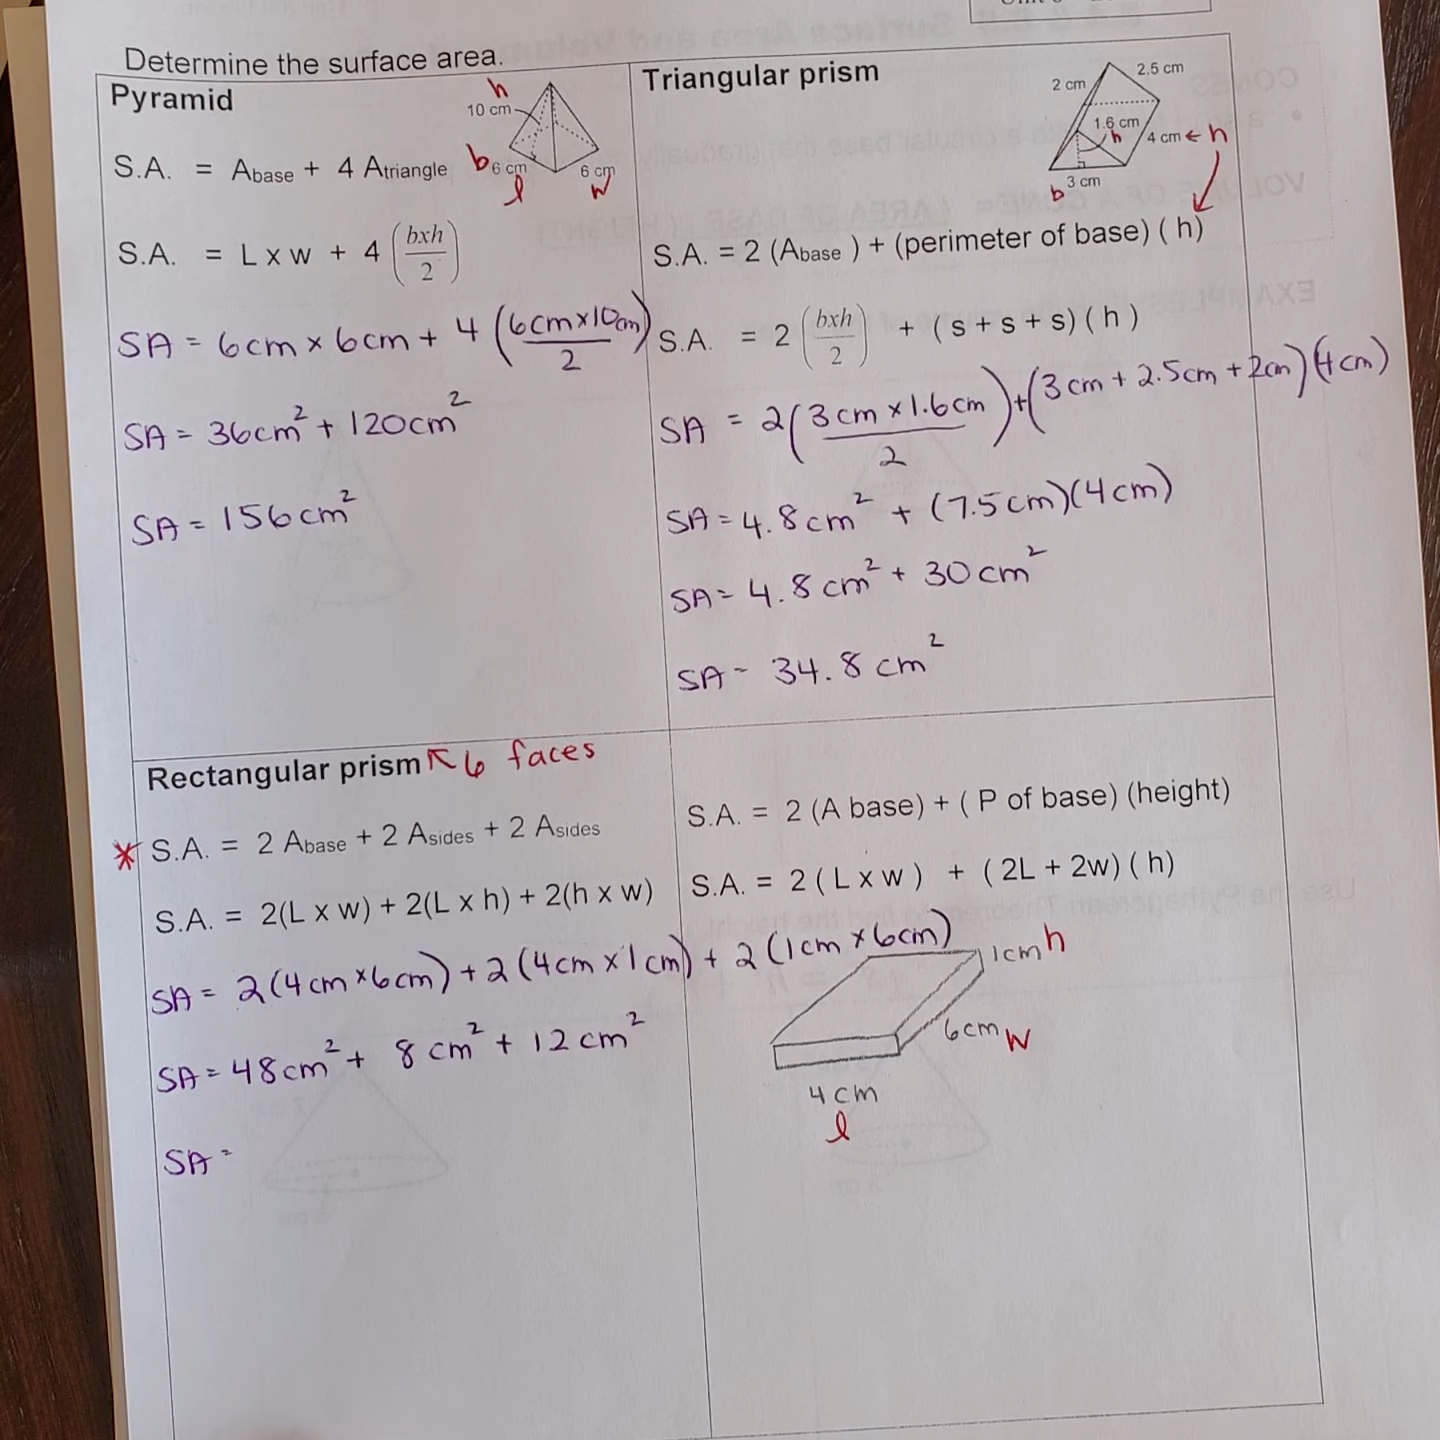 Determine the surface area.
Pyramid
h
10 cm
b 6 cm
6 cm
l
w
S.A. = Abase + 4 Atriangle
S.A. = L x w + 4 (bxh/2)
SA = 6cm x 6cm + 4 (6cm x 10cm/2)
SA = 36cm² + 120cm²
SA = 156cm²
Triangular prism
2 cm
2.5 cm
1.6 cm
h
4 cm ← h
3 cm
b
S.A. = 2 (Abase ) + (perimeter of base) ( h)
S.A. = 2 (bxh/2) + ( s + s + s) ( h )
SA = 2(3cm x 1.6cm/2) + (3cm + 2.5cm + 2cm)(4cm)
SA = 4.8cm² + (7.5cm)(4cm)
SA = 4.8cm² + 30cm²
SA = 34.8cm²
Rectangular prism ↖ 6 faces
* S.A. = 2 Abase + 2 Asides + 2 Asides
S.A. = 2(L x w) + 2(L x h) + 2(h x w)
SA = 2(4cm x 6cm) + 2(4cm x 1cm) + 2(1cm x 6cm)
SA = 48cm² + 8cm² + 12cm²
SA =
S.A. = 2 (A base) + ( P of base) (height)
S.A. = 2 ( L x w ) + ( 2L + 2w) ( h)
1cm h
6cm w
4cm
l